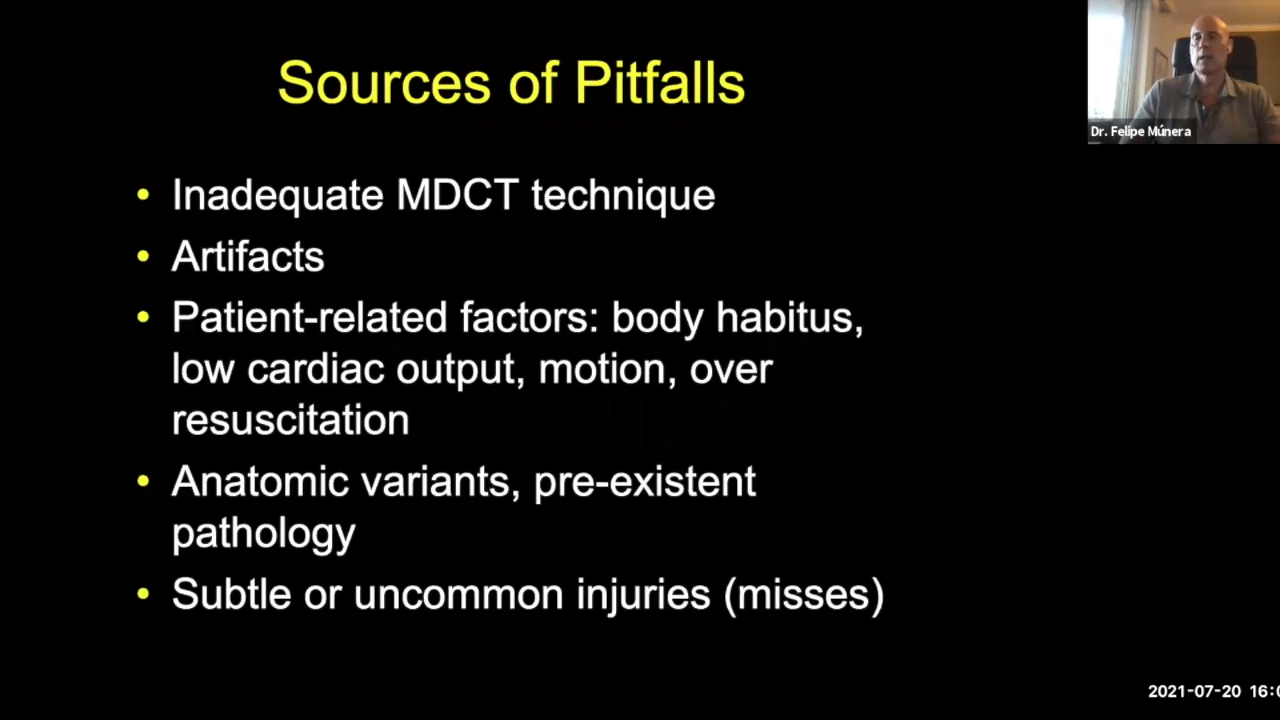 Sources of Pitfalls
Dr. Felipe Múnera
• Inadequate MDCT technique
• Artifacts
• Patient-related factors: body habitus,
low cardiac output, motion, over
resuscitation
• Anatomic variants, pre-existent
pathology
• Subtle or uncommon injuries (misses)
2021-07-20